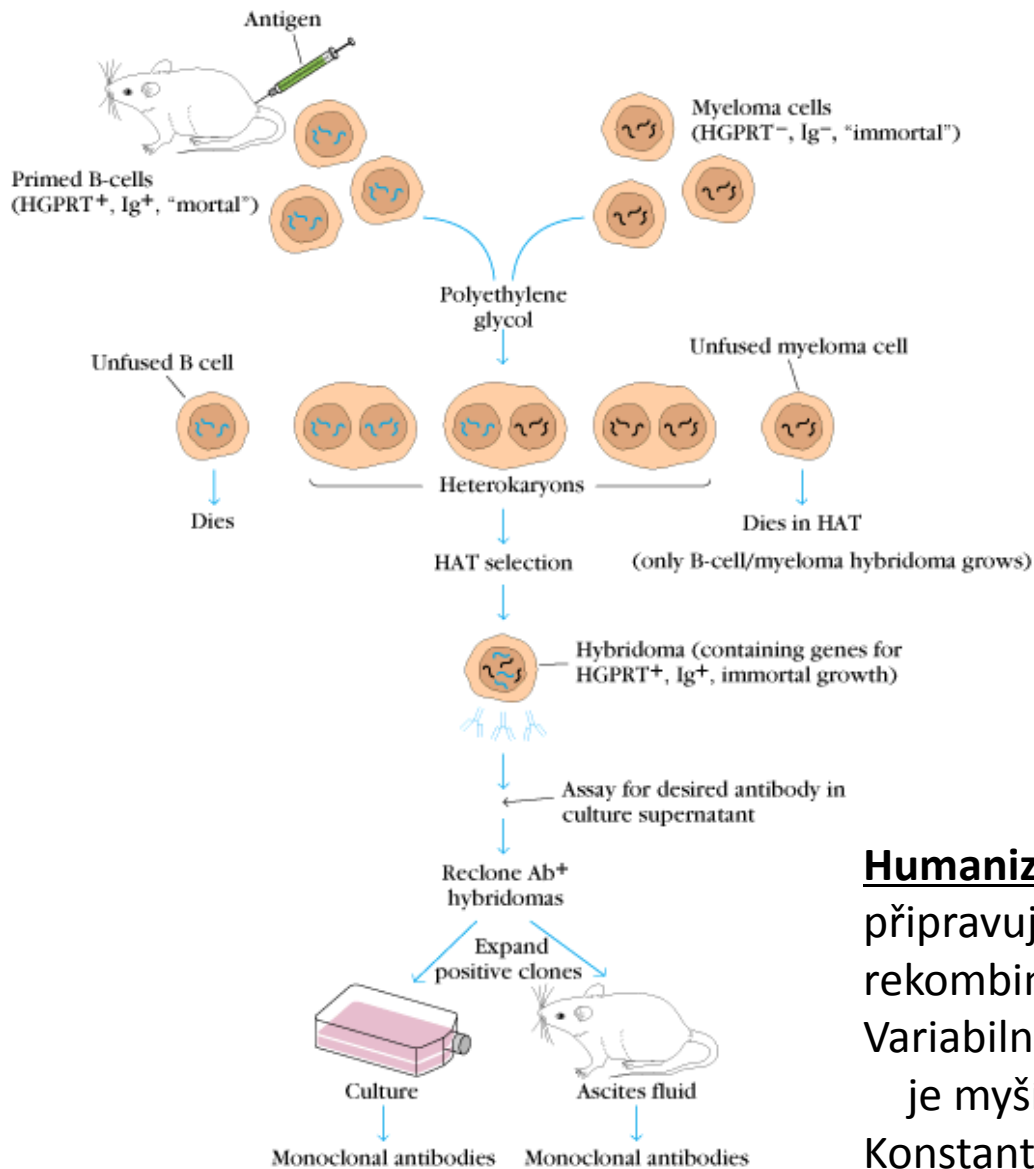 Antigen
Myeloma cells
(HGPRT⁻, Ig⁻, “immortal”)
Primed B-cells
(HGPRT⁺, Ig⁺, “mortal”)
Polyethylene
glycol
Unfused B cell
Unfused myeloma cell
Heterokaryons
Dies
Dies in HAT
HAT selection
(only B-cell/myeloma hybridoma grows)
Hybridoma (containing genes for
HGPRT⁺, Ig⁺, immortal growth)
Assay for desired antibody in
culture supernatant
Reclone Ab⁺
hybridomas
Expand
positive clones
Culture
Ascites fluid
Monoclonal antibodies
Monoclonal antibodies
Humaniz
připravuj
rekombin
Variabiln
je myš
Konstant